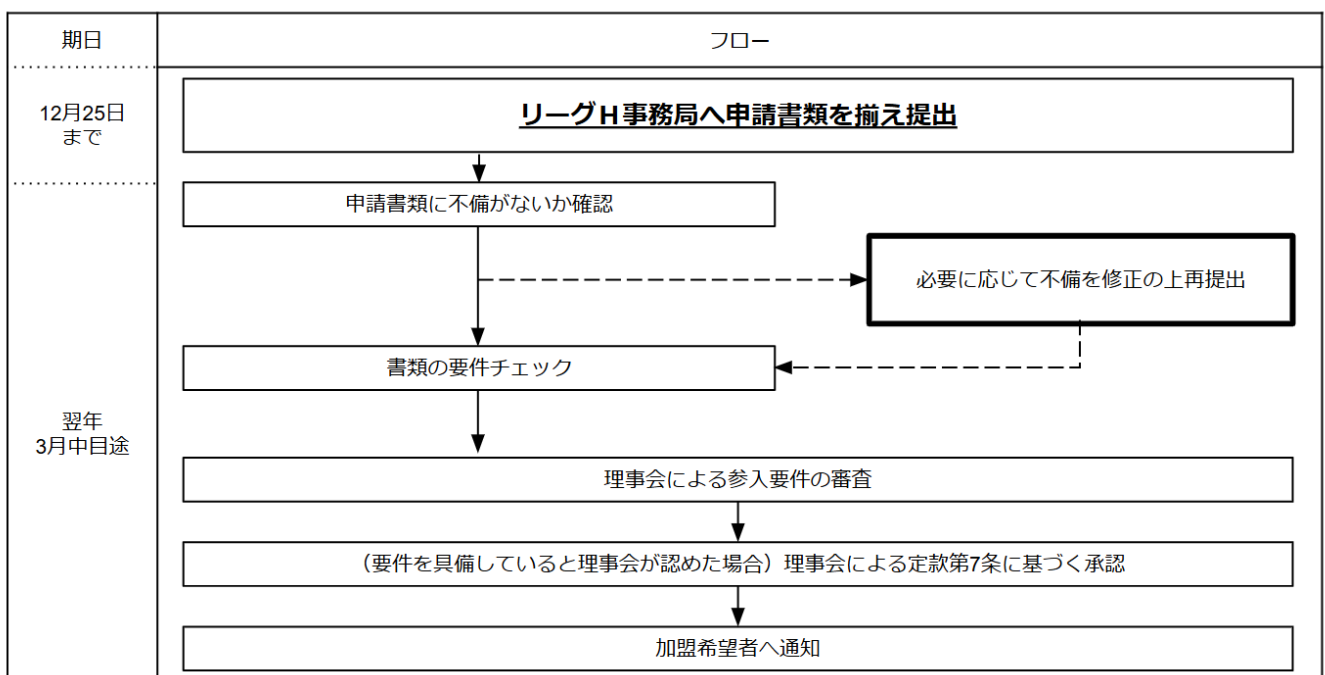 期日
フロー
12月25日
まで
リーグH事務局へ申請書類を揃え提出
申請書類に不備がないか確認
必要に応じて不備を修正の上再提出
書類の要件チェック
翌年
3月中目途
理事会による参入要件の審査
（要件を具備していると理事会が認めた場合）理事会による定款第7条に基づく承認
加盟希望者へ通知